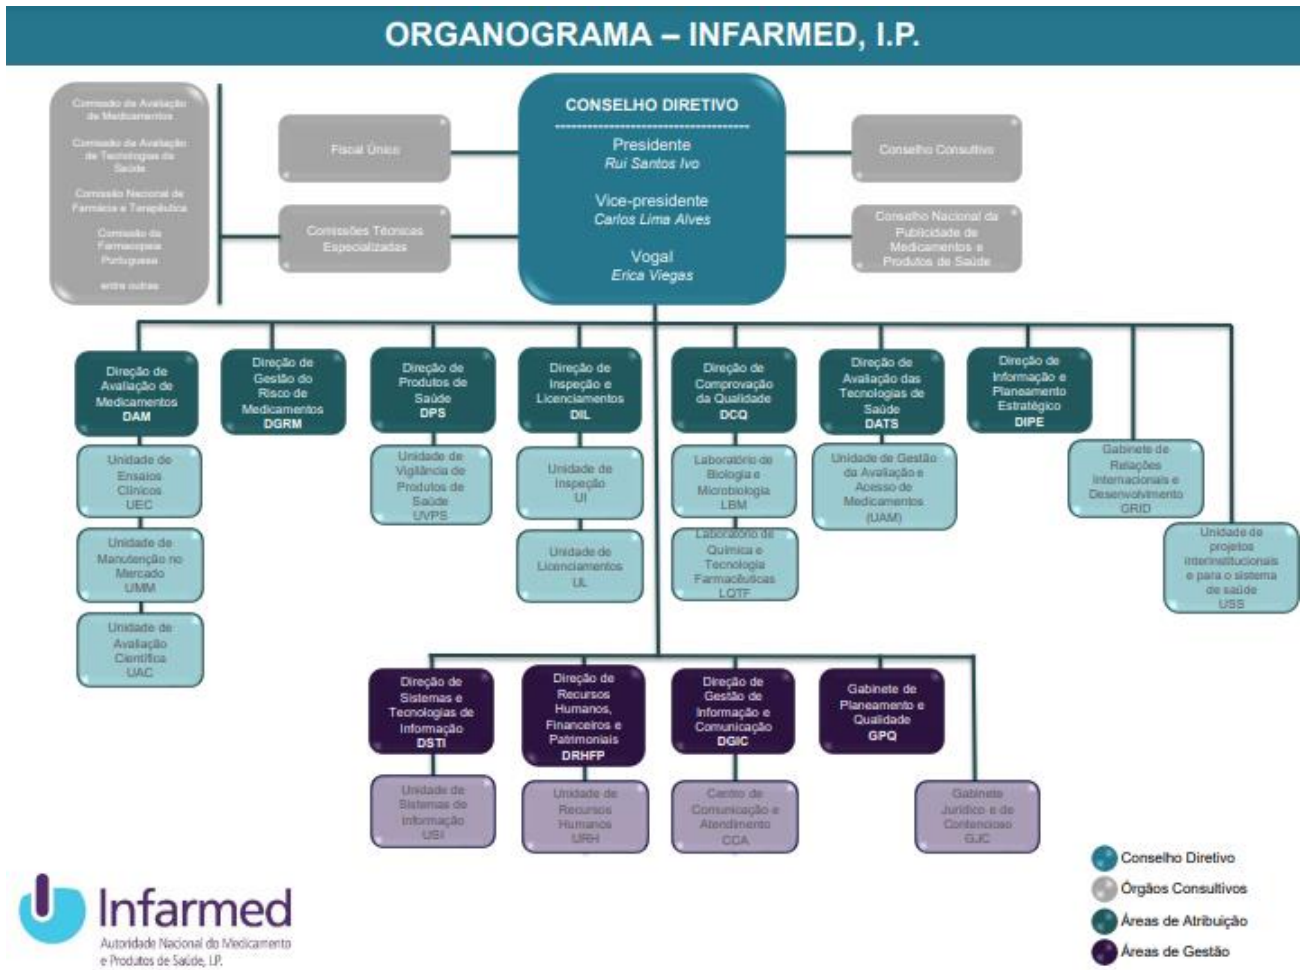 ORGANOGRAMA – INFARMED, I.P.
Comissão de Avaliação
de Medicamentos
Comissão de Avaliação
de Tecnologias da
Saúde
Comissão Nacional de
Farmácia e Terapêutica
Comissão da
Farmacopeia
Portuguesa
entre outras
Fiscal Único
Comissões Técnicas
Especializadas
CONSELHO DIRETIVO
Presidente
Rui Santos Ivo
Vice-presidente
Carlos Lima Alves
Vogal
Erica Viegas
Conselho Consultivo
Conselho Nacional da
Publicidade de
Medicamentos e
Produtos de Saúde
Direção de
Avaliação de
Medicamentos
DAM
Unidade de
Ensaios
Clínicos
UEC
Unidade de
Manutenção no
Mercado
UMM
Unidade de
Avaliação
Científica
UAC
Direção de
Gestão do
Risco de
Medicamentos
DGRM
Direção de
Produtos de
Saúde
DPS
Unidade de
Vigilância de
Produtos de
Saúde
UVPS
Direção de
Inspeção e
Licenciamentos
DIL
Unidade de
Inspeção
UI
Unidade de
Licenciamentos
UL
Direção de
Comprovação
da Qualidade
DCQ
Laboratório de
Biologia e
Microbiologia
LBM
Laboratório de
Química e
Tecnologia
Farmacêuticas
LQTF
Direção de
Avaliação das
Tecnologias de
Saúde
DATS
Unidade de Gestão
da Avaliação e
Acesso de
Medicamentos
(UAM)
Direção de
Informação e
Planeamento
Estratégico
DIPE
Gabinete de
Relações
Internacionais e
Desenvolvimento
GRID
Unidade de
projetos
interinstitucionais
e para o sistema
de saúde
USS
Direção de
Sistemas e
Tecnologias de
Informação
DSTI
Unidade de
Sistemas de
Informação
USI
Direção de
Recursos
Humanos,
Financeiros e
Patrimoniais
DRHFP
Unidade de
Recursos
Humanos
URH
Direção de
Gestão de
Informação e
Comunicação
DGIC
Centro de
Comunicação e
Atendimento
CCA
Gabinete de
Planeamento e
Qualidade
GPQ
Gabinete
Jurídico e de
Contencioso
GJC
Conselho Diretivo
Órgãos Consultivos
Áreas de Atribuição
Áreas de Gestão
Infarmed
Autoridade Nacional do Medicamento
e Produtos de Saúde, I.P.